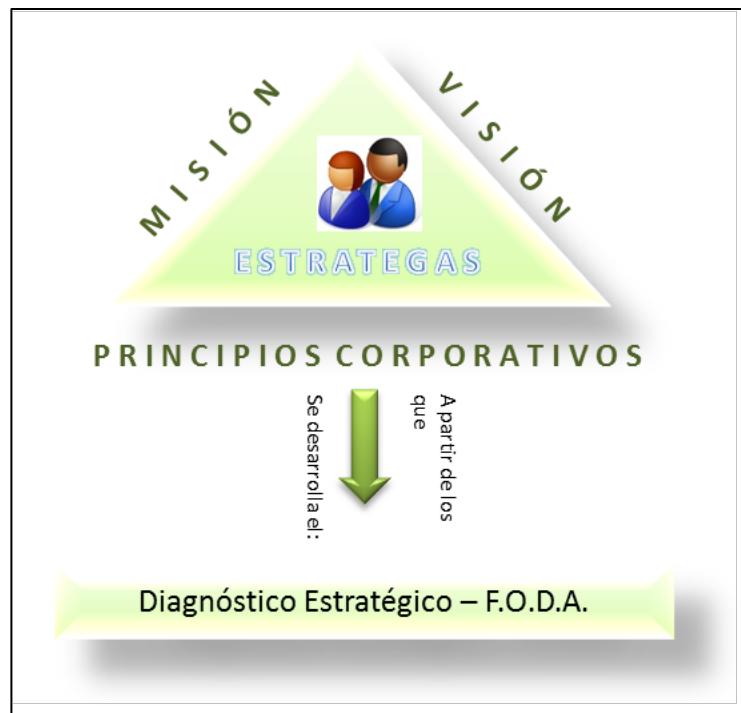 MISIÓN
VISIÓN
ESTRATEGAS
PRINCIPIOS CORPORATIVOS
A partir de los
que
Se desarrolla el:
Diagnóstico Estratégico – F.O.D.A.